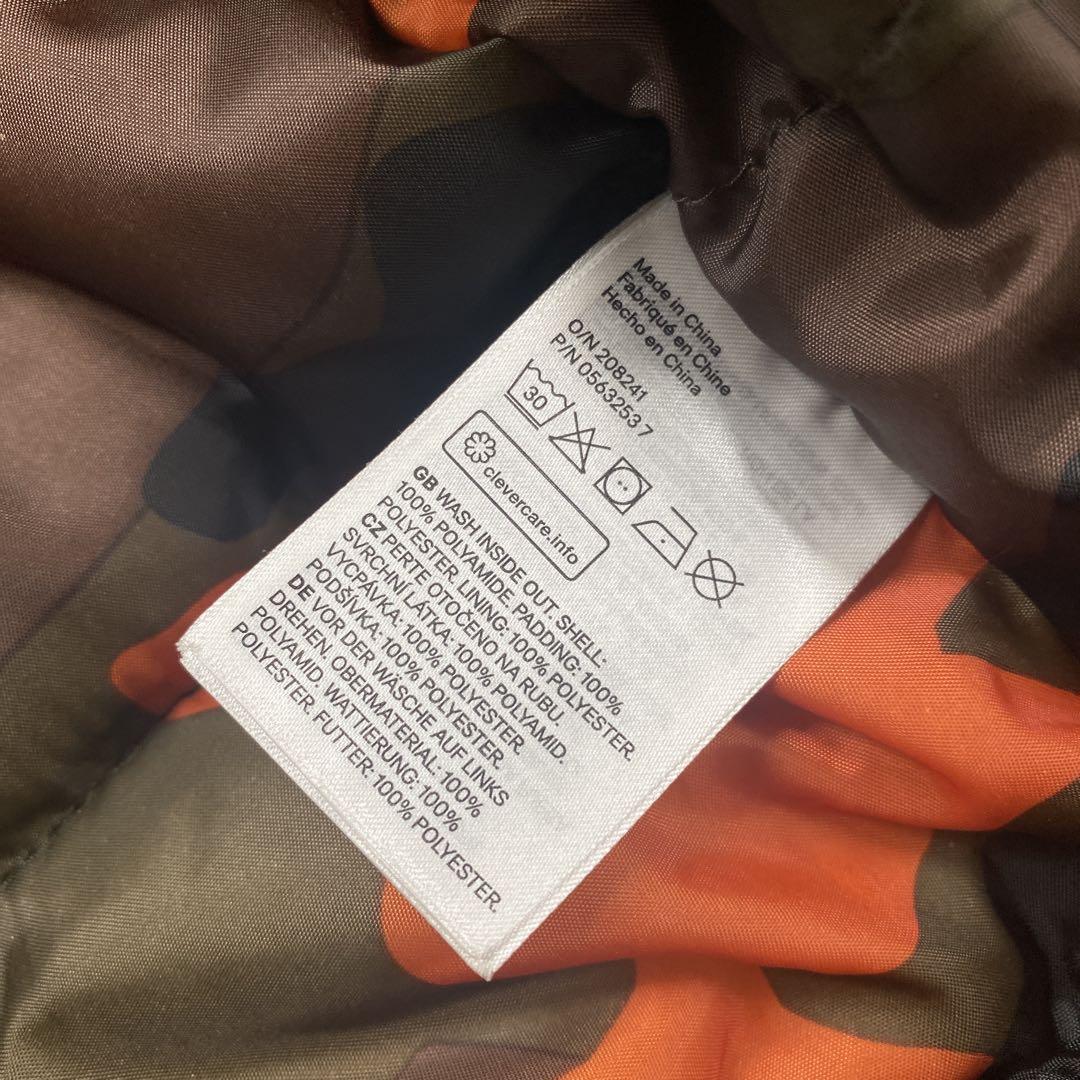 Made in China
Fabriqué en Chine
Hecho en China
O/N 208241
P/N 0563253 7
30
clevercare.info
GB WASH INSIDE OUT. SHELL:
100% POLYAMIDE. PADDING: 100%
POLYESTER. LINING: 100% POLYESTER.
CZ PERTE OTOČENO NA RUBU.
SVRCHNÍ LÁTKA: 100% POLYAMID.
VYCPÁVKA: 100% POLYESTER.
PODŠÍVKA: 100% POLYESTER.
DE VOR DER WÄSCHE AUF LINKS
DREHEN. OBERMATERIAL: 100%
POLYAMID. WATTIERUNG: 100%
POLYESTER. FUTTER: 100% POLYESTER.